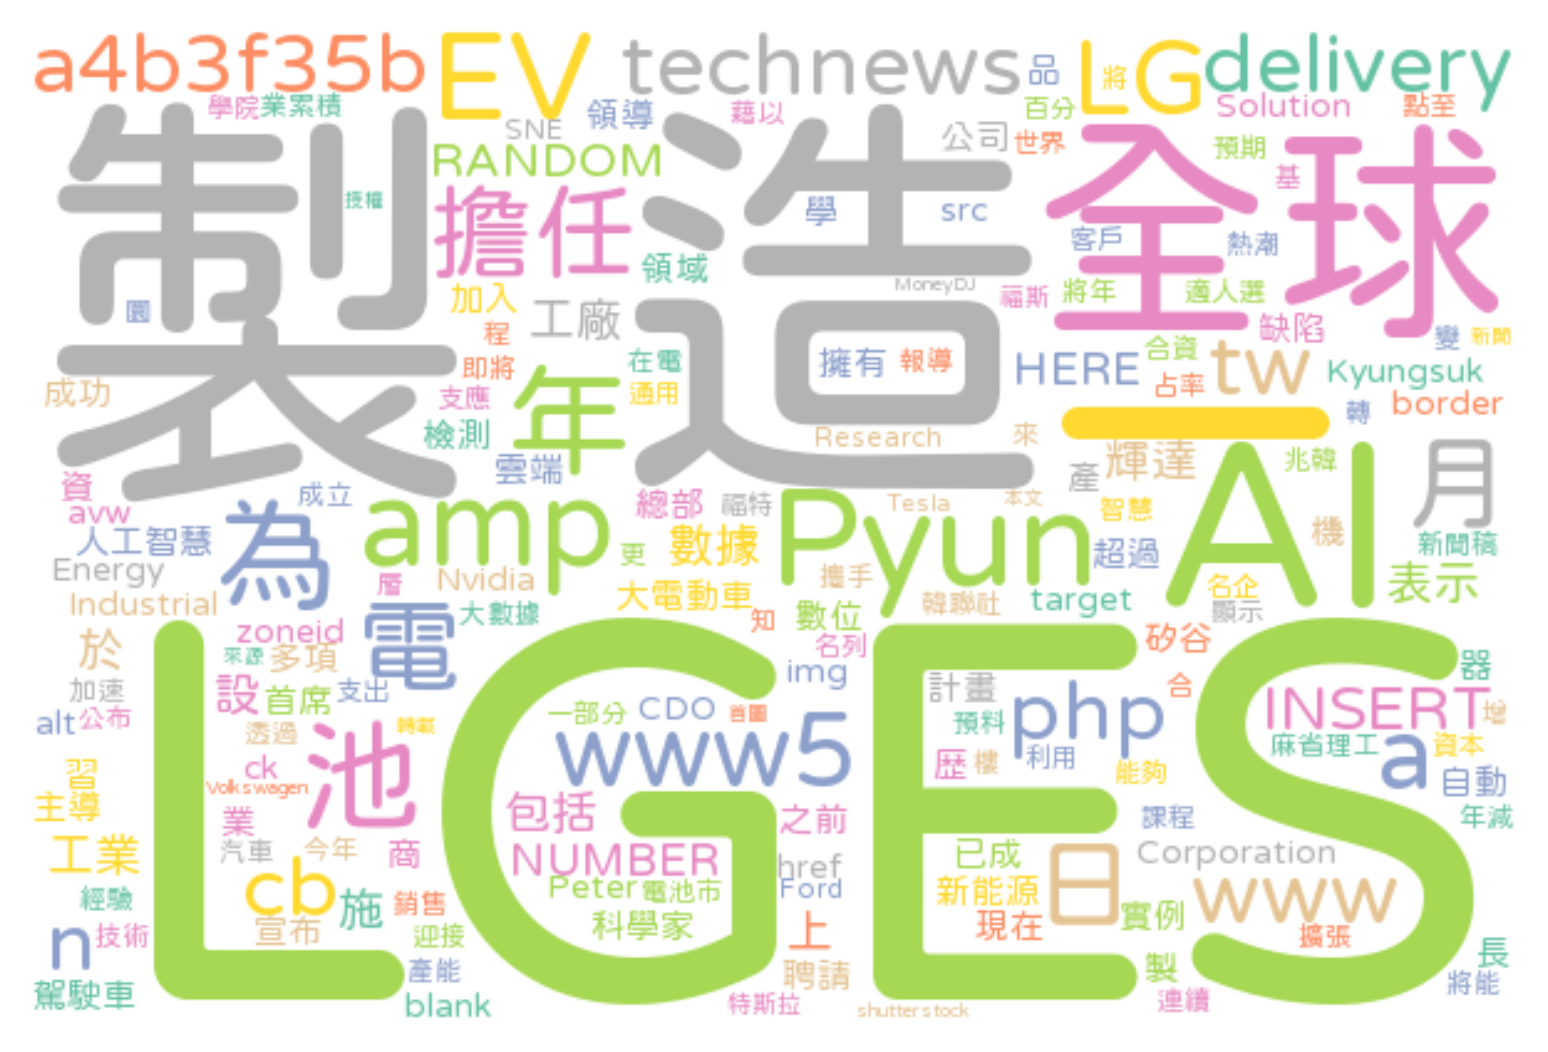 a4b3f35b EV technews 品 LG 將 delivery
學院 業累積 SNE 領導 藉以 百分 Solution 點至
製造 全球
RANDOM 公司 世界 預期
授權 擔任 學 src 基
領域 客戶 熱潮
圜 加入 工廠 MoneyDJ 福斯 將年 適人選
程 缺陷 變 新聞
即將 在電 擁有 報導 HERE 合資 tw Kyungsuk
成功 支應 年 通用 占率 轉 border
檢測 Research 來 一
雲端 產 輝達 兆韓 月
資 成立 總部 福特 Tesla 本文 智慧 AI
avw 為 amp 數據 Pyun 機
人工智慧 更 超過 新聞稿
Energy 層 Nvidia 大電動車 攜手 名企 表示
Industrial 大數據 韓聯社 target 顯示
zoneid 電 知 數位
於 來源 多項 名列 矽谷
LGES
加速 設 首席 支出 img 計畫 合 器
alt 公布 一部分 CDO 首圖 預料 php INSERT 增
透過 轉載 www5 利用 麻省理工 a 資本
習 ck 池 歷 樓 能夠 自動
主導 Volkswagen 包括 之前 課程 年減
業
工業 汽車 今年 商 NUMBER href 已成 日 Corporation
經驗 cb 施 銷售 Peter 電池市 Ford 新能源 www
n 技術 宣布 迎接 科學家 上 現在 實例 擴張
駕駛車 產能 聘請 製 長
blank 特斯拉 shutterstock 連續 將能